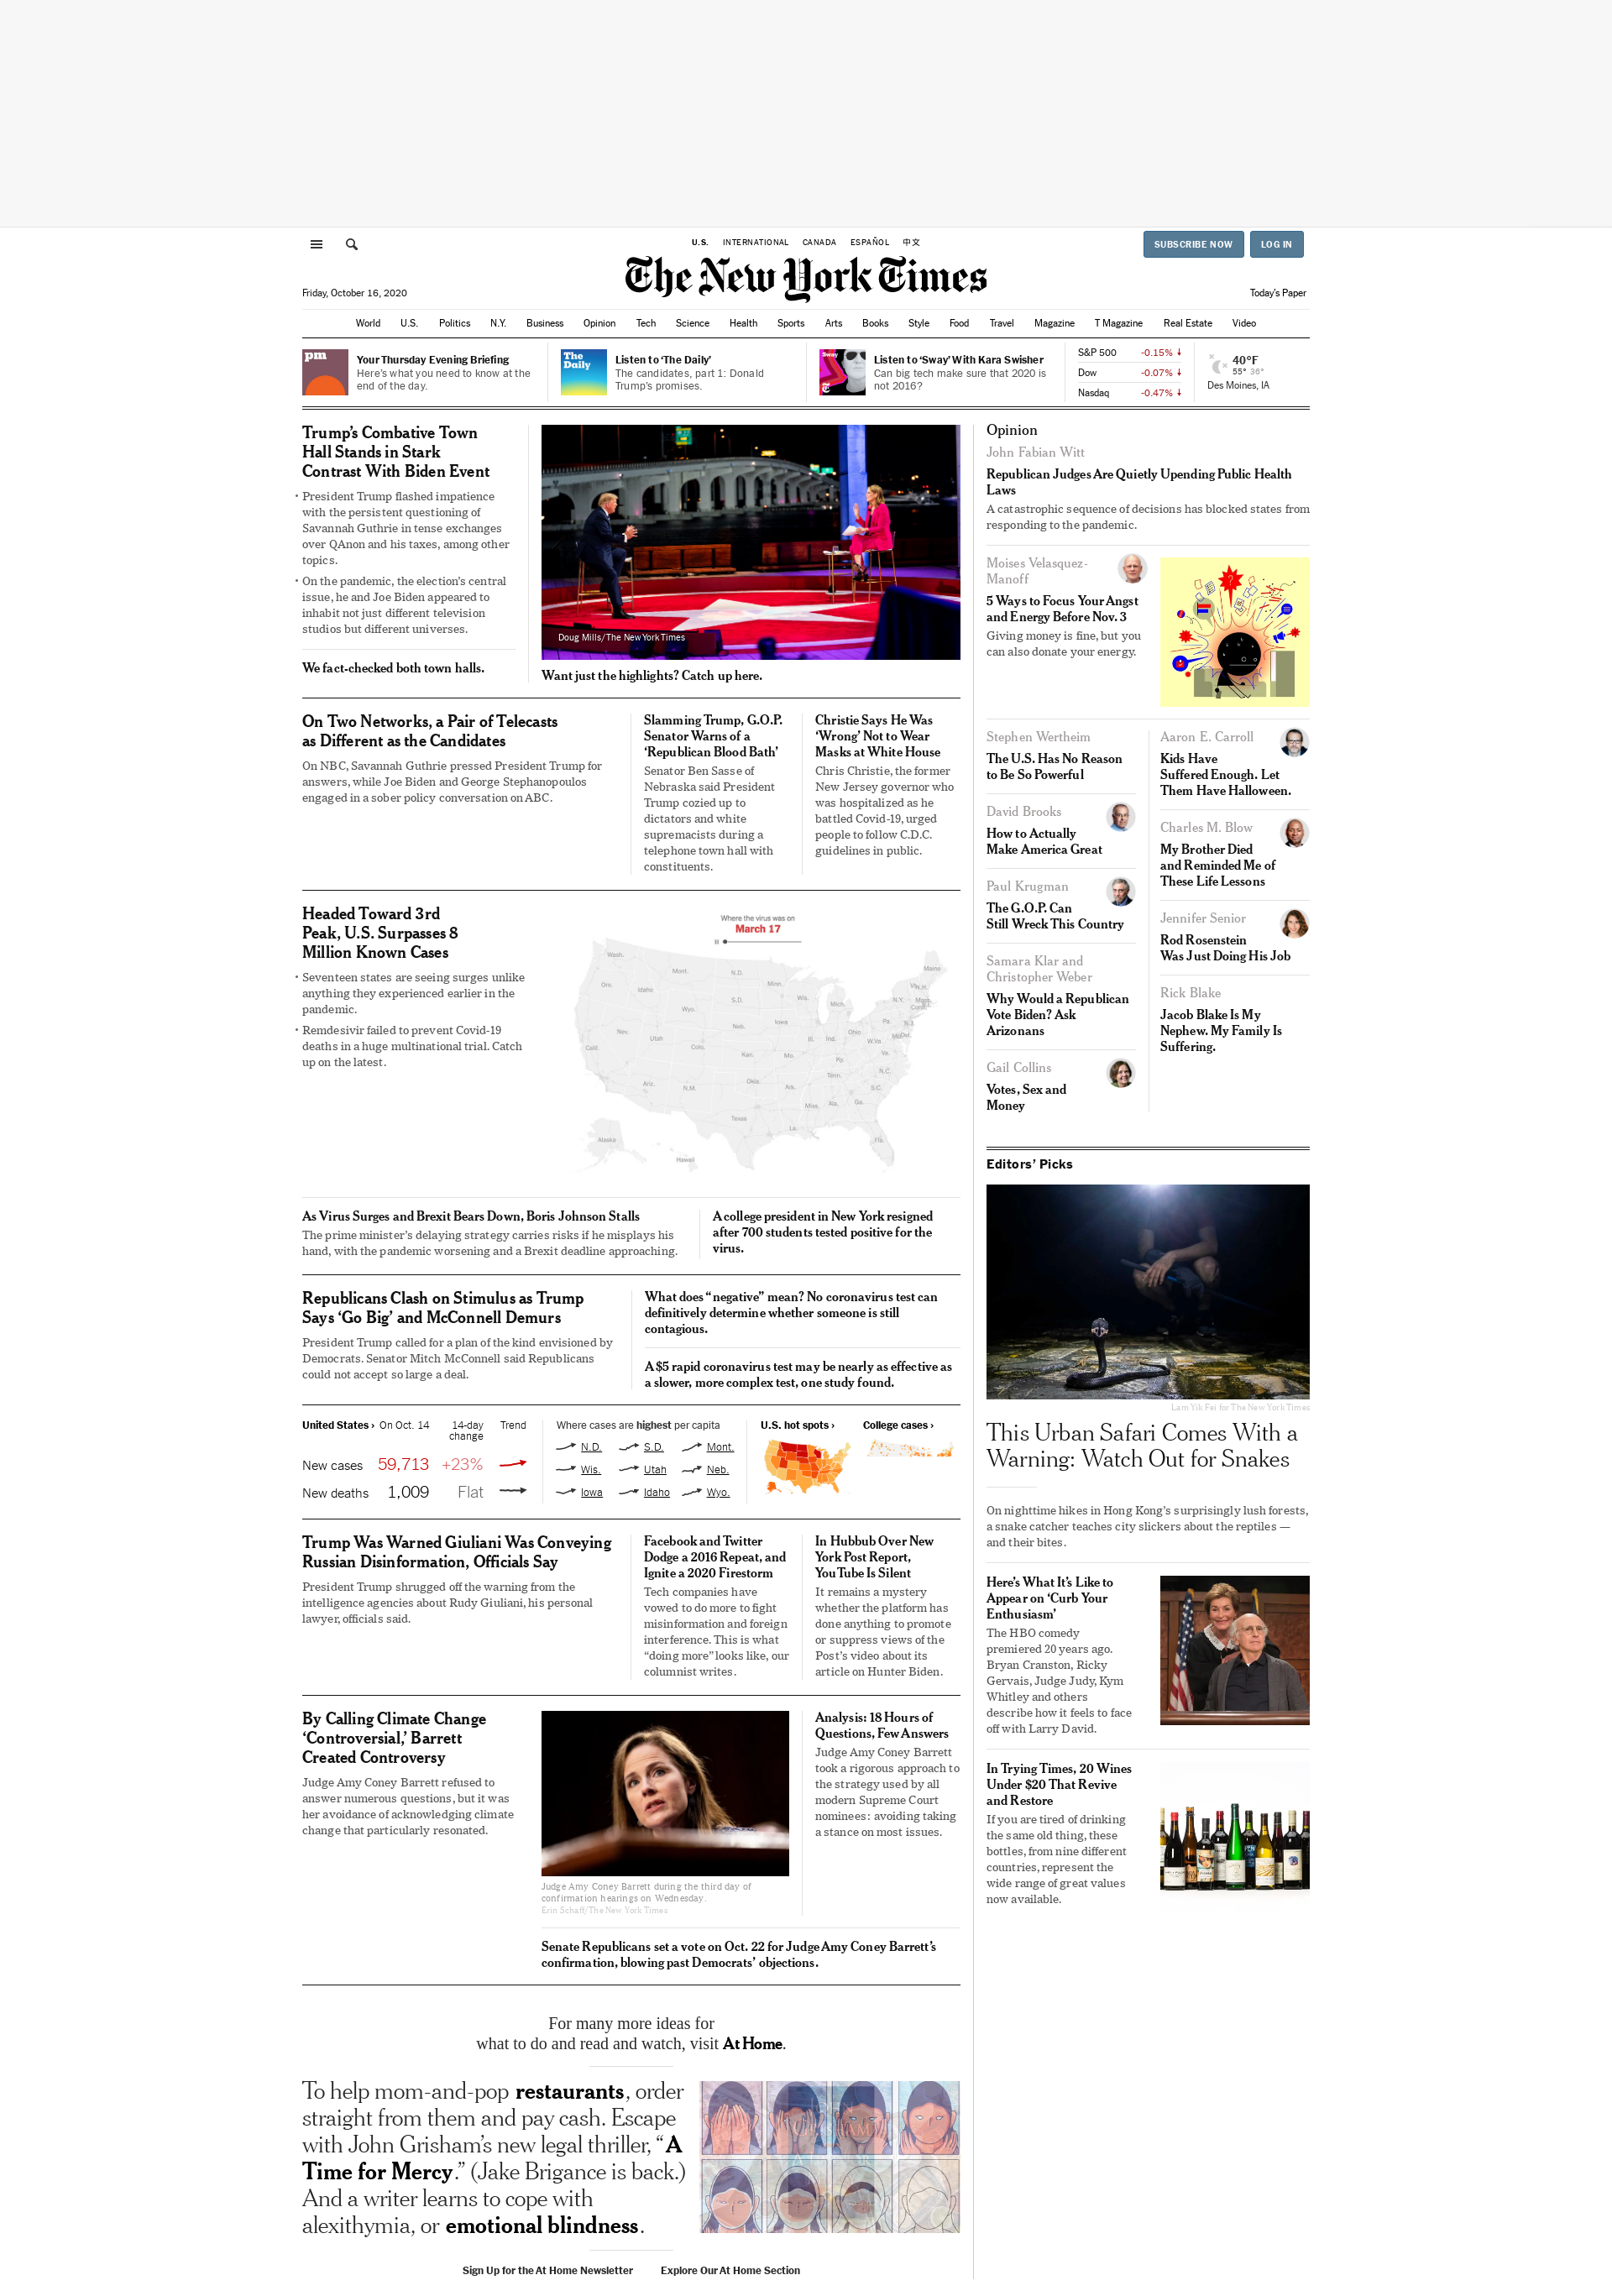 U.S. INTERNATIONAL CANADA ESPAÑOL 中文
SUBSCRIBE NOW LOG IN
The New York Times
Friday, October 16, 2020
Today's Paper
World U.S. Politics N.Y. Business Opinion Tech Science Health Sports Arts Books Style Food Travel Magazine T Magazine Real Estate Video
pm
Your Thursday Evening Briefing
Here's what you need to know at the
end of the day.
The
Daily
Listen to ‘The Daily’
The candidates, part 1: Donald
Trump's promises.
Sway
Listen to ‘Sway’ With Kara Swisher
Can big tech make sure that 2020 is
not 2016?
S&P 500 -0.15%
Dow -0.07%
Nasdaq -0.47%
40°F
55° 36°
Des Moines, IA
Trump’s Combative Town
Hall Stands in Stark
Contrast With Biden Event
• President Trump flashed impatience
with the persistent questioning of
Savannah Guthrie in tense exchanges
over QAnon and his taxes, among other
topics.
• On the pandemic, the election’s central
issue, he and Joe Biden appeared to
inhabit not just different television
studios but different universes.
We fact-checked both town halls.
Doug Mills/The New York Times
Want just the highlights? Catch up here.
On Two Networks, a Pair of Telecasts
as Different as the Candidates
On NBC, Savannah Guthrie pressed President Trump for
answers, while Joe Biden and George Stephanopoulos
engaged in a sober policy conversation on ABC.
Slamming Trump, G.O.P.
Senator Warns of a
‘Republican Blood Bath’
Senator Ben Sasse of
Nebraska said President
Trump cozied up to
dictators and white
supremacists during a
telephone town hall with
constituents.
Christie Says He Was
‘Wrong’ Not to Wear
Masks at White House
Chris Christie, the former
New Jersey governor who
was hospitalized as he
battled Covid-19, urged
people to follow C.D.C.
guidelines in public.
Headed Toward 3rd
Peak, U.S. Surpasses 8
Million Known Cases
• Seventeen states are seeing surges unlike
anything they experienced earlier in the
pandemic.
• Remdesivir failed to prevent Covid-19
deaths in a huge multinational trial. Catch
up on the latest.
Where the virus was on
March 17
Wash. Mont. N.D. Minn. Maine
Ore. Idaho S.D. Wis. Mich. N.Y. N.H.
Wyo. Neb. Iowa Pa. N.J.
Nev. Utah Colo. Kan. Mo. Ill. Ind. Ohio W.Va. Md. Del.
Calif. Ky. Va.
Ariz. N.M. Okla. Ark. Tenn. N.C. S.C.
Texas La. Miss. Ala. Ga. Fla.
Alaska Hawaii
As Virus Surges and Brexit Bears Down, Boris Johnson Stalls
The prime minister’s delaying strategy carries risks if he misplays his
hand, with the pandemic worsening and a Brexit deadline approaching.
A college president in New York resigned
after 700 students tested positive for the
virus.
Republicans Clash on Stimulus as Trump
Says ‘Go Big’ and McConnell Demurs
President Trump called for a plan of the kind envisioned by
Democrats. Senator Mitch McConnell said Republicans
could not accept so large a deal.
What does “negative” mean? No coronavirus test can
definitively determine whether someone is still
contagious.
A $5 rapid coronavirus test may be nearly as effective as
a slower, more complex test, one study found.
United States › On Oct. 14 14-day change Trend
New cases 59,713 +23%
New deaths 1,009 Flat
Where cases are highest per capita
N.D. S.D. Mont.
Wis. Utah Neb.
Iowa Idaho Wyo.
U.S. hot spots ›
College cases ›
Trump Was Warned Giuliani Was Conveying
Russian Disinformation, Officials Say
President Trump shrugged off the warning from the
intelligence agencies about Rudy Giuliani, his personal
lawyer, officials said.
Facebook and Twitter
Dodge a 2016 Repeat, and
Ignite a 2020 Firestorm
Tech companies have
vowed to do more to fight
misinformation and foreign
interference. This is what
“doing more” looks like, our
columnist writes.
In Hubbub Over New
York Post Report,
YouTube Is Silent
It remains a mystery
whether the platform has
done anything to promote
or suppress views of the
Post’s video about its
article on Hunter Biden.
By Calling Climate Change
‘Controversial,’ Barrett
Created Controversy
Judge Amy Coney Barrett refused to
answer numerous questions, but it was
her avoidance of acknowledging climate
change that particularly resonated.
Judge Amy Coney Barrett during the third day of
confirmation hearings on Wednesday.
Erin Schaff/The New York Times
Analysis: 18 Hours of
Questions, Few Answers
Judge Amy Coney Barrett
took a rigorous approach to
the strategy used by all
modern Supreme Court
nominees: avoiding taking
a stance on most issues.
Senate Republicans set a vote on Oct. 22 for Judge Amy Coney Barrett’s
confirmation, blowing past Democrats’ objections.
For many more ideas for
what to do and read and watch, visit At Home.
To help mom-and-pop restaurants, order
straight from them and pay cash. Escape
with John Grisham’s new legal thriller, “A
Time for Mercy.” (Jake Brigance is back.)
And a writer learns to cope with
alexithymia, or emotional blindness.
Sign Up for the At Home Newsletter
Explore Our At Home Section
Opinion
John Fabian Witt
Republican Judges Are Quietly Upending Public Health
Laws
A catastrophic sequence of decisions has blocked states from
responding to the pandemic.
Moises Velasquez-
Manoff
5 Ways to Focus Your Angst
and Energy Before Nov. 3
Giving money is fine, but you
can also donate your energy.
Stephen Wertheim
The U.S. Has No Reason
to Be So Powerful
David Brooks
How to Actually
Make America Great
Paul Krugman
The G.O.P. Can
Still Wreck This Country
Samara Klar and
Christopher Weber
Why Would a Republican
Vote Biden? Ask
Arizonans
Gail Collins
Votes, Sex and
Money
Aaron E. Carroll
Kids Have
Suffered Enough. Let
Them Have Halloween.
Charles M. Blow
My Brother Died
and Reminded Me of
These Life Lessons
Jennifer Senior
Rod Rosenstein
Was Just Doing His Job
Rick Blake
Jacob Blake Is My
Nephew. My Family Is
Suffering.
Editors’ Picks
Lam Yik Fei for The New York Times
This Urban Safari Comes With a
Warning: Watch Out for Snakes
On nighttime hikes in Hong Kong’s surprisingly lush forests,
a snake catcher teaches city slickers about the reptiles —
and their bites.
Here’s What It’s Like to
Appear on ‘Curb Your
Enthusiasm’
The HBO comedy
premiered 20 years ago.
Bryan Cranston, Ricky
Gervais, Judge Judy, Kym
Whitley and others
describe how it feels to face
off with Larry David.
In Trying Times, 20 Wines
Under $20 That Revive
and Restore
If you are tired of drinking
the same old thing, these
bottles, from nine different
countries, represent the
wide range of great values
now available.